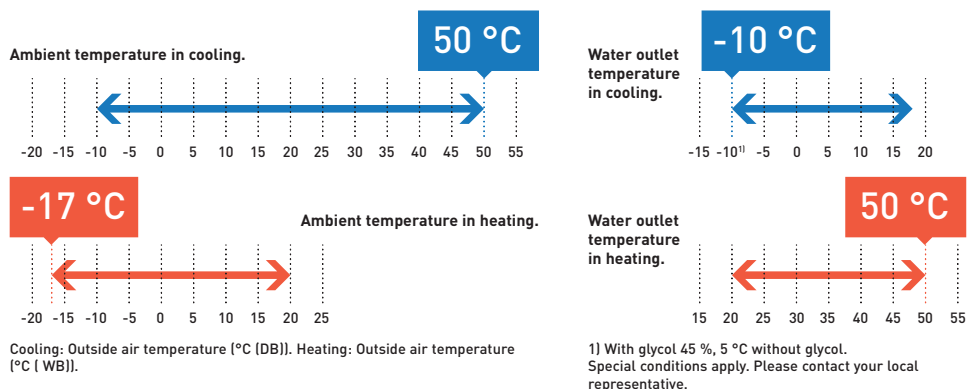 Ambient temperature in cooling.
50 °C
-20 -15 -10 -5 0 5 10 15 20 25 30 35 40 45 50 55
Water outlet
temperature
in cooling.
-10 °C
-15 -10¹⁾ -5 0 5 10 15 20
-17 °C
Ambient temperature in heating.
-20 -15 -10 -5 0 5 10 15 20 25
Water outlet
temperature
in heating.
50 °C
15 20 25 30 35 40 45 50 55
Cooling: Outside air temperature (°C (DB)). Heating: Outside air temperature
(°C ( WB)).
1) With glycol 45 %, 5 °C without glycol.
Special conditions apply. Please contact your local
representative.